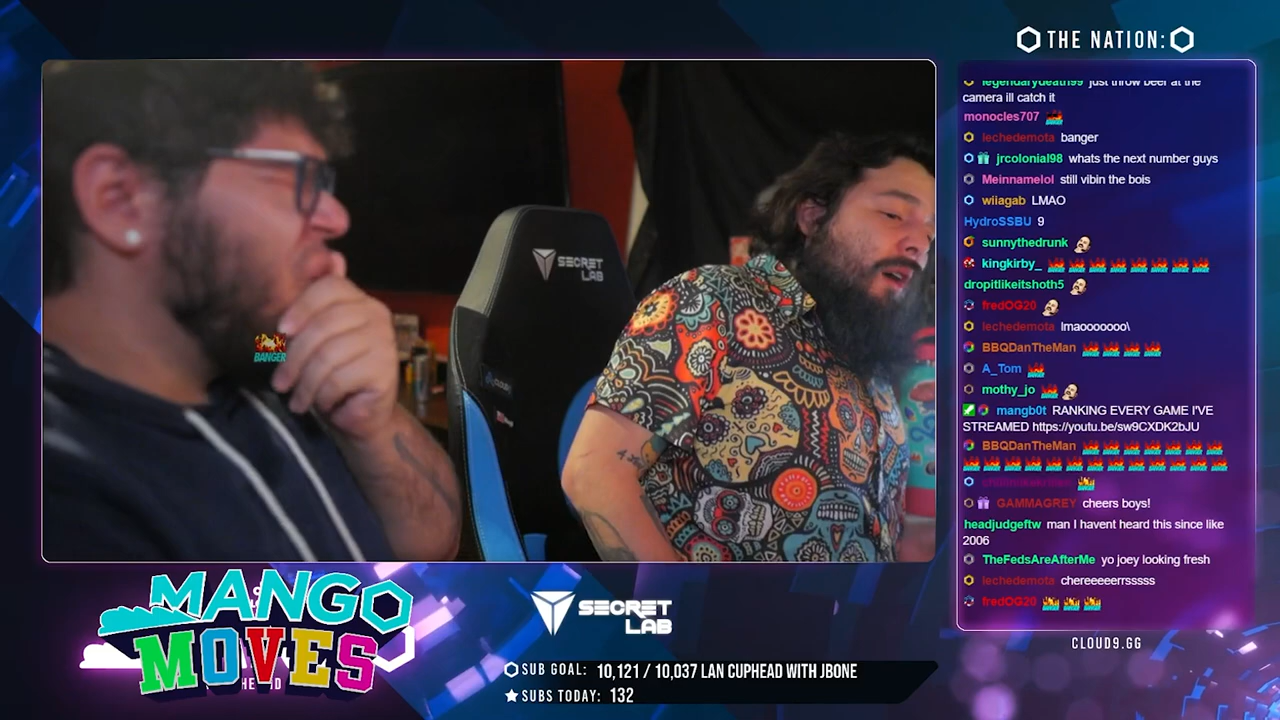 THE NATION:
legendarydeath99 just throw beer at the
camera ill catch it
monocles707
lechedemota banger
jrcolonial98 whats the next number guys
Meinnamelol still vibin the bois
wiiagab LMAO
HydroSSBU 9
sunnythedrunk
kingkirby_
dropitlikeitshoth5
fredOG20
lechedemota lmaooooooo\
BBQDanTheMan
A_Tom
mothy_jo
mangb0t RANKING EVERY GAME I'VE
STREAMED https://youtu.be/sw9CXDK2bJU
BBQDanTheMan
GAMMAGREY cheers boys!
headjudgeftw man I havent heard this since like
2006
TheFedsAreAfterMe yo joey looking fresh
lechedemota chereeeeerrsssss
fredOG20
CLOUD9.GG
SECRET
LAB
BANGER
MANGO
MOVES
SECRET
LAB
SUB GOAL: 10,121 / 10,037 LAN CUPHEAD WITH JBONE
SUBS TODAY: 132